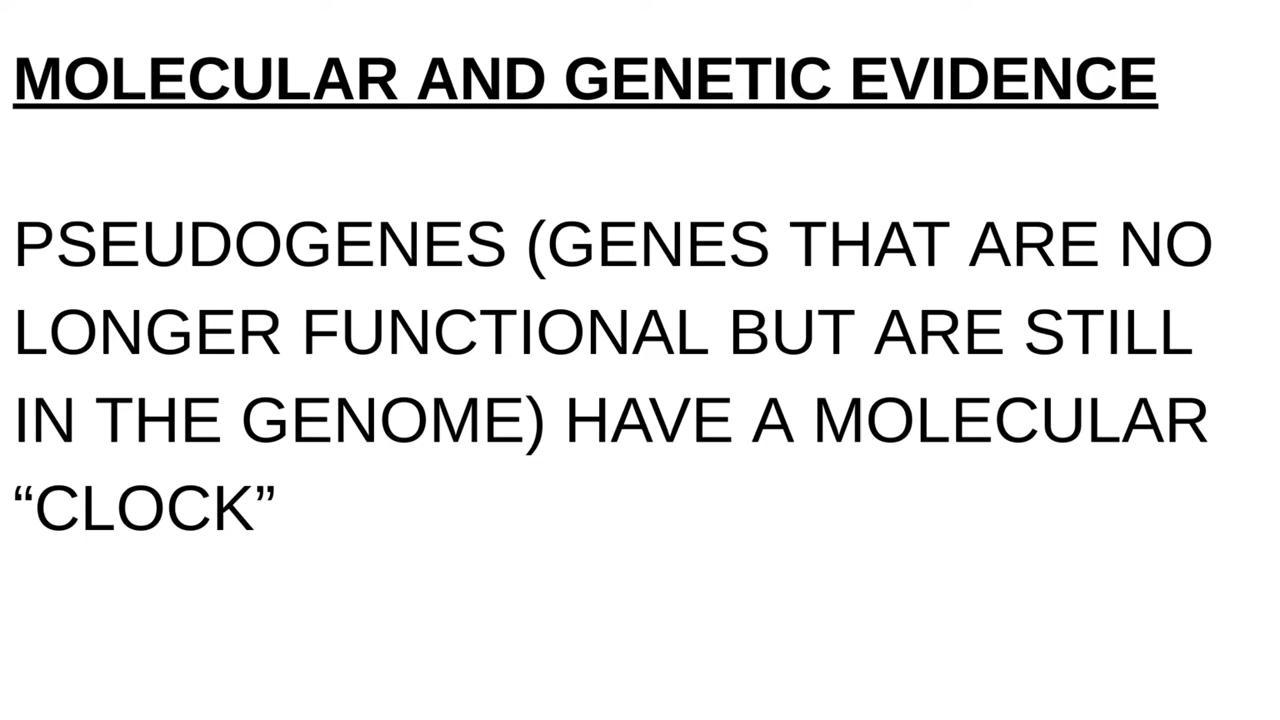 MOLECULAR AND GENETIC EVIDENCE
PSEUDOGENES (GENES THAT ARE NO
LONGER FUNCTIONAL BUT ARE STILL
IN THE GENOME) HAVE A MOLECULAR
“CLOCK”